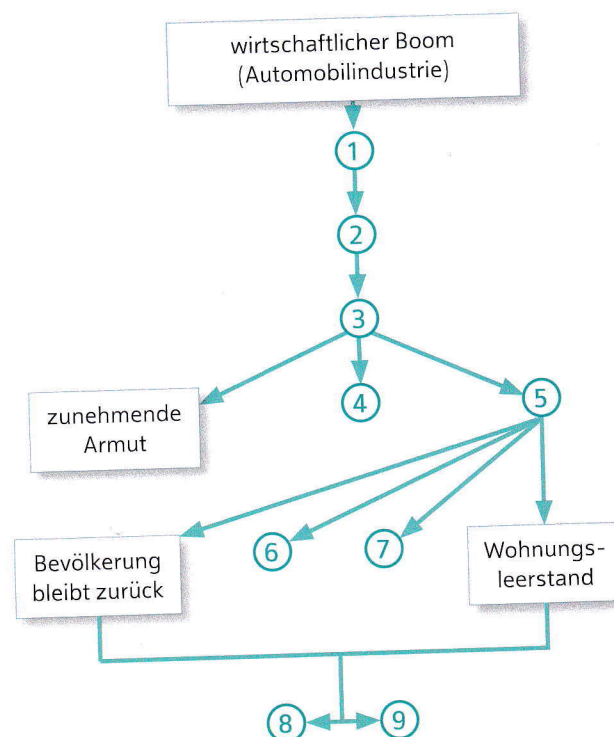 wirtschaftlicher Boom
(Automobilindustrie)
1
2
3
zunehmende
Armut
4
5
Bevölkerung
bleibt zurück
6
7
Wohnungs-
leerstand
8
9